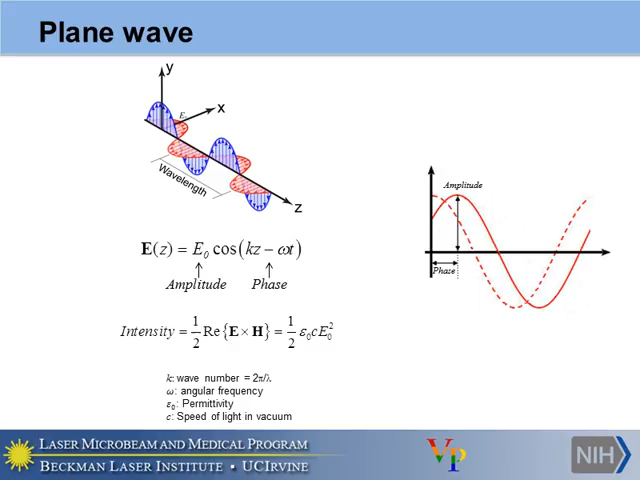 Plane wave
y
x
E
Wavelength
z
Amplitude
Phase
E(z) = E₀ cos(kz − ωt)
Amplitude Phase
Intensity = 1/2 Re{E × H} = 1/2 ε₀cE₀²
k: wave number = 2π/λ
ω: angular frequency
ε₀: Permittivity
c: Speed of light in vacuum
LASER MICROBEAM AND MEDICAL PROGRAM
BECKMAN LASER INSTITUTE • UCIRVINE
VP
NIH